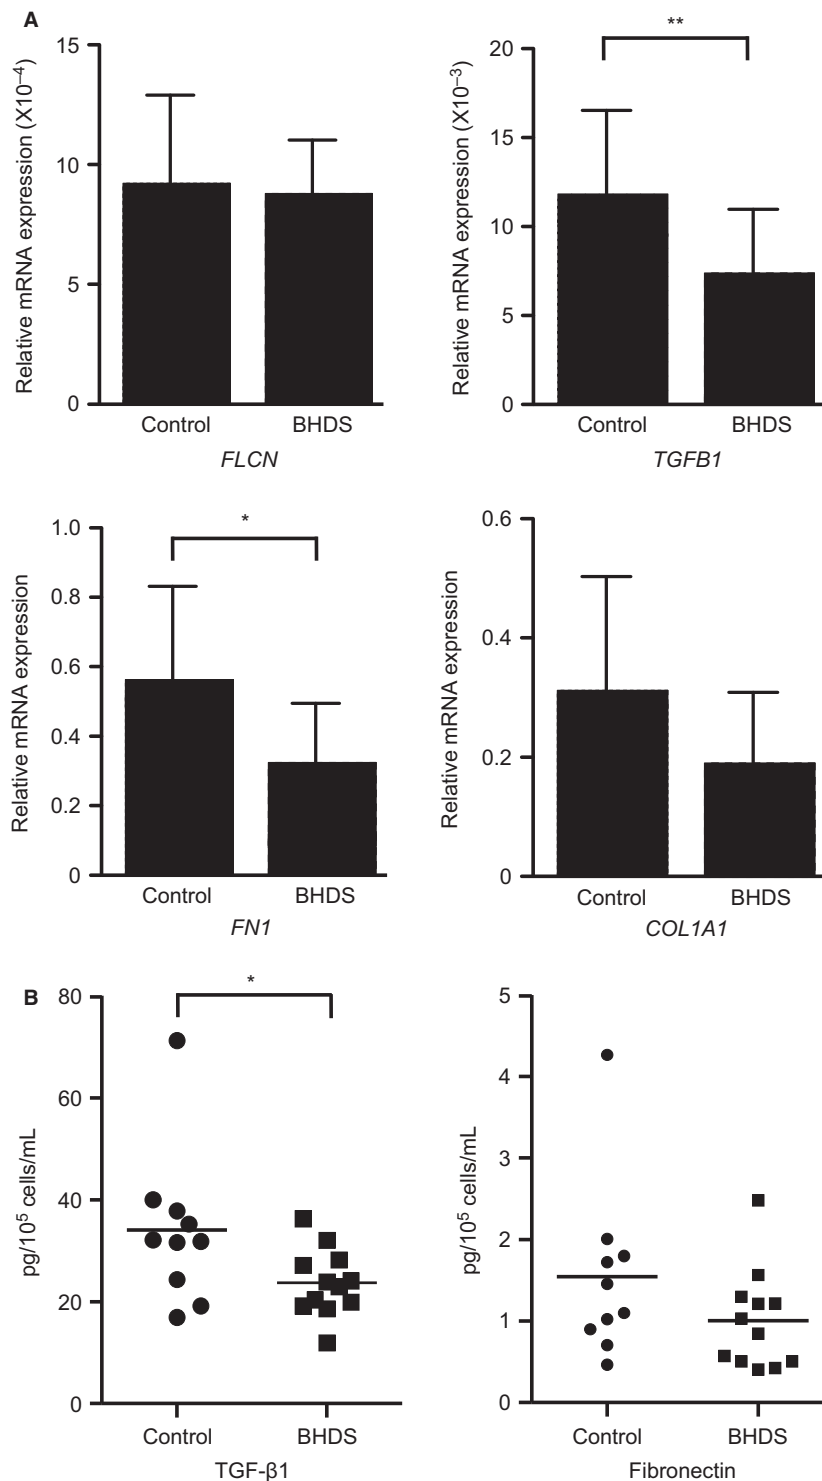 A
Relative mRNA expression (X10⁻⁴)
15
10
5
0
Control BHDS
FLCN
Relative mRNA expression (X10⁻³)
**
20
15
10
5
0
Control BHDS
TGFB1
Relative mRNA expression
*
1.0
0.8
0.6
0.4
0.2
0
Control BHDS
FN1
Relative mRNA expression
0.6
0.4
0.2
0
Control BHDS
COL1A1
B
pg/10⁵ cells/mL
*
80
60
40
20
0
Control BHDS
TGF-β1
pg/10⁵ cells/mL
5
4
3
2
1
0
Control BHDS
Fibronectin